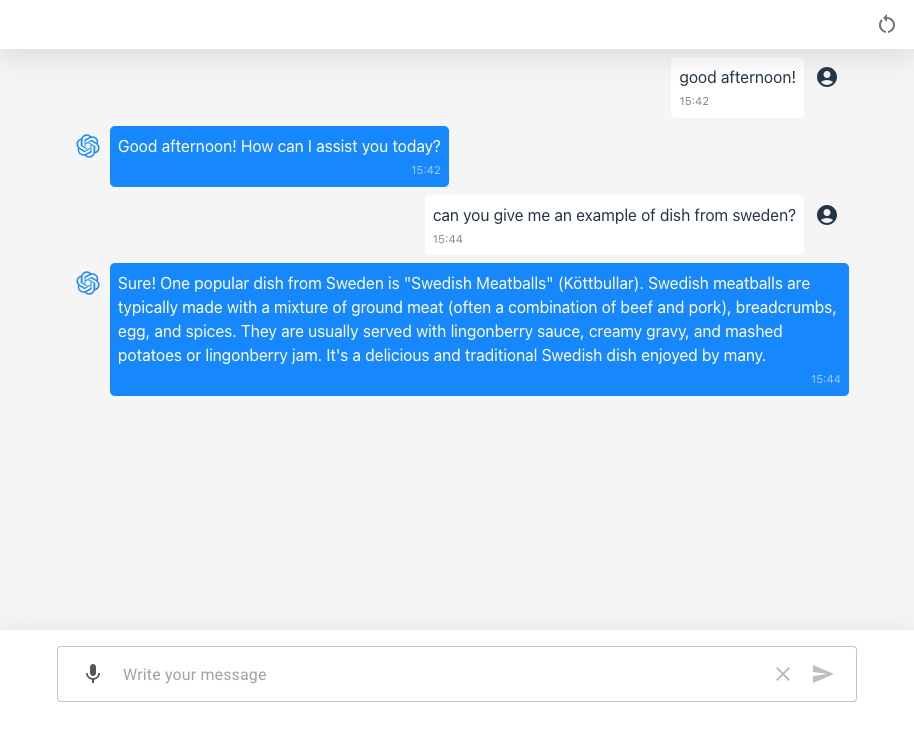 good afternoon!
15:42
Good afternoon! How can I assist you today?
15:42
can you give me an example of dish from sweden?
15:44
Sure! One popular dish from Sweden is "Swedish Meatballs" (Köttbullar). Swedish meatballs are
typically made with a mixture of ground meat (often a combination of beef and pork), breadcrumbs,
egg, and spices. They are usually served with lingonberry sauce, creamy gravy, and mashed
potatoes or lingonberry jam. It's a delicious and traditional Swedish dish enjoyed by many.
15:44
Write your message